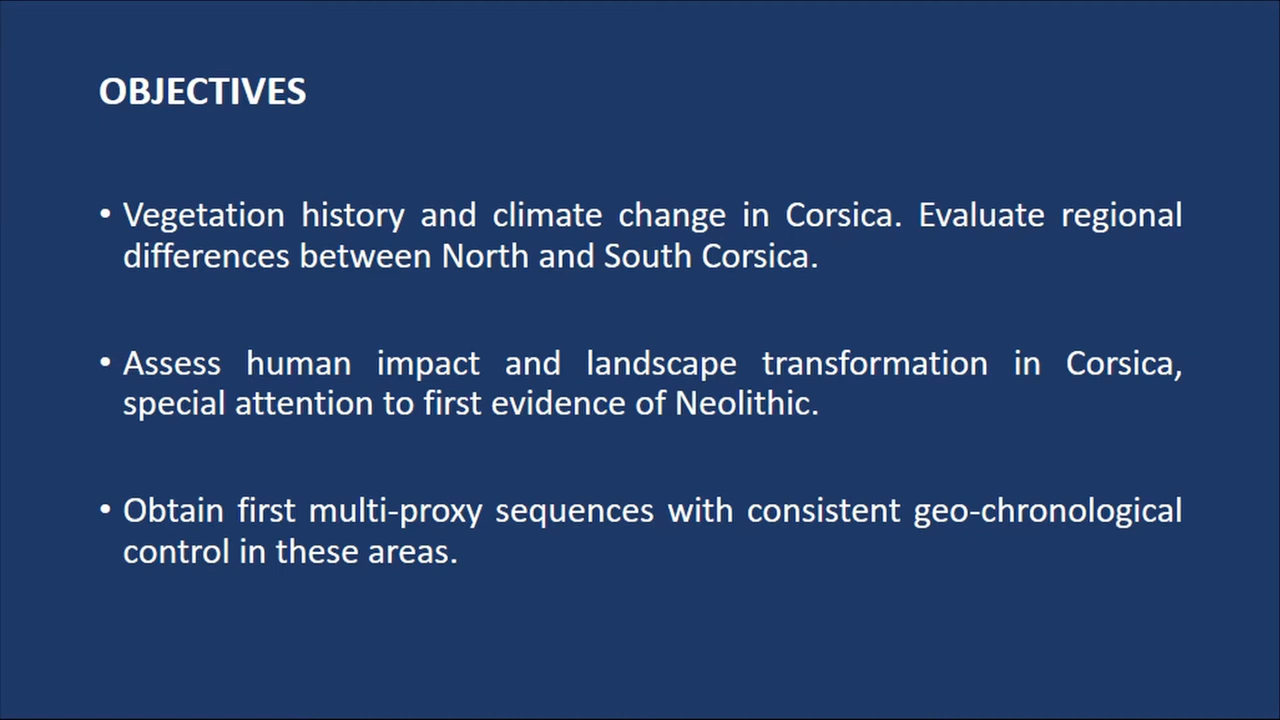 OBJECTIVES
• Vegetation history and climate change in Corsica. Evaluate regional
differences between North and South Corsica.
• Assess human impact and landscape transformation in Corsica,
special attention to first evidence of Neolithic.
• Obtain first multi-proxy sequences with consistent geo-chronological
control in these areas.